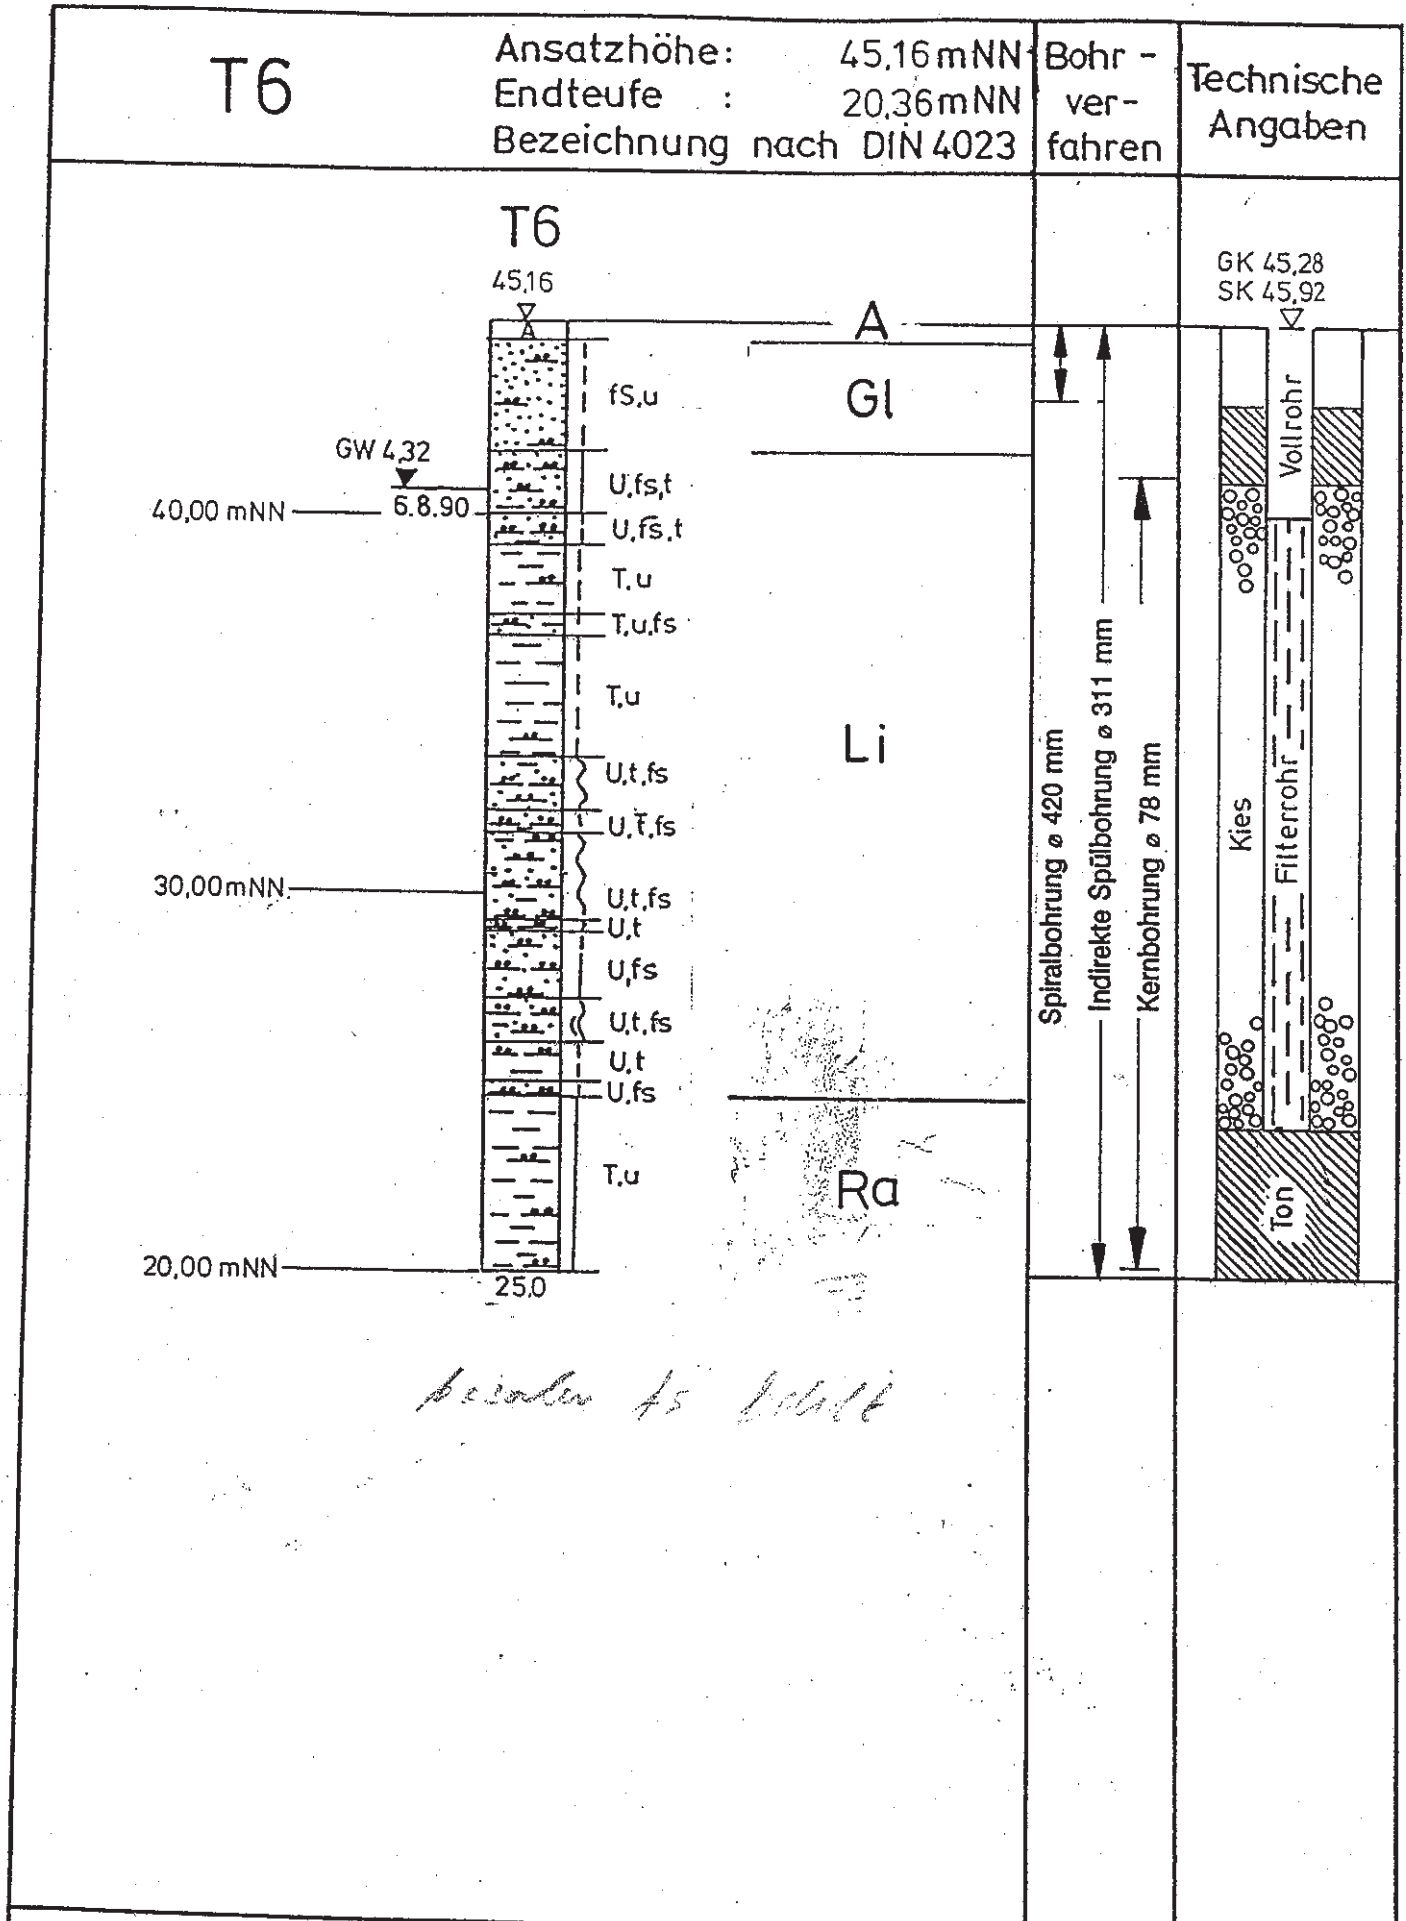 T6
Ansatzhöhe: 45,16 mNN
Endteufe : 20,36 mNN
Bezeichnung nach DIN 4023
Bohr-
ver-
fahren
Technische
Angaben
T6
45,16
A
GK 45,28
SK 45,92
A
fS,u
Gl
GW 4,32
6.8.90
U,fs,t
40,00 mNN
U,f̅s̅,t
T,u
T,u,fs
T,u
Li
U,t,fs
U,t̅,fs
30,00 mNN
U,t,fs
U,t
U,fs
U,t,fs
U,t
U,fs
T,u
Ra
20,00 mNN
25,0
Spiralbohrung ø 420 mm
Indirekte Spülbohrung ø 311 mm
Kernbohrung ø 78 mm
Vollrohr
Kies
Filterrohr
Ton